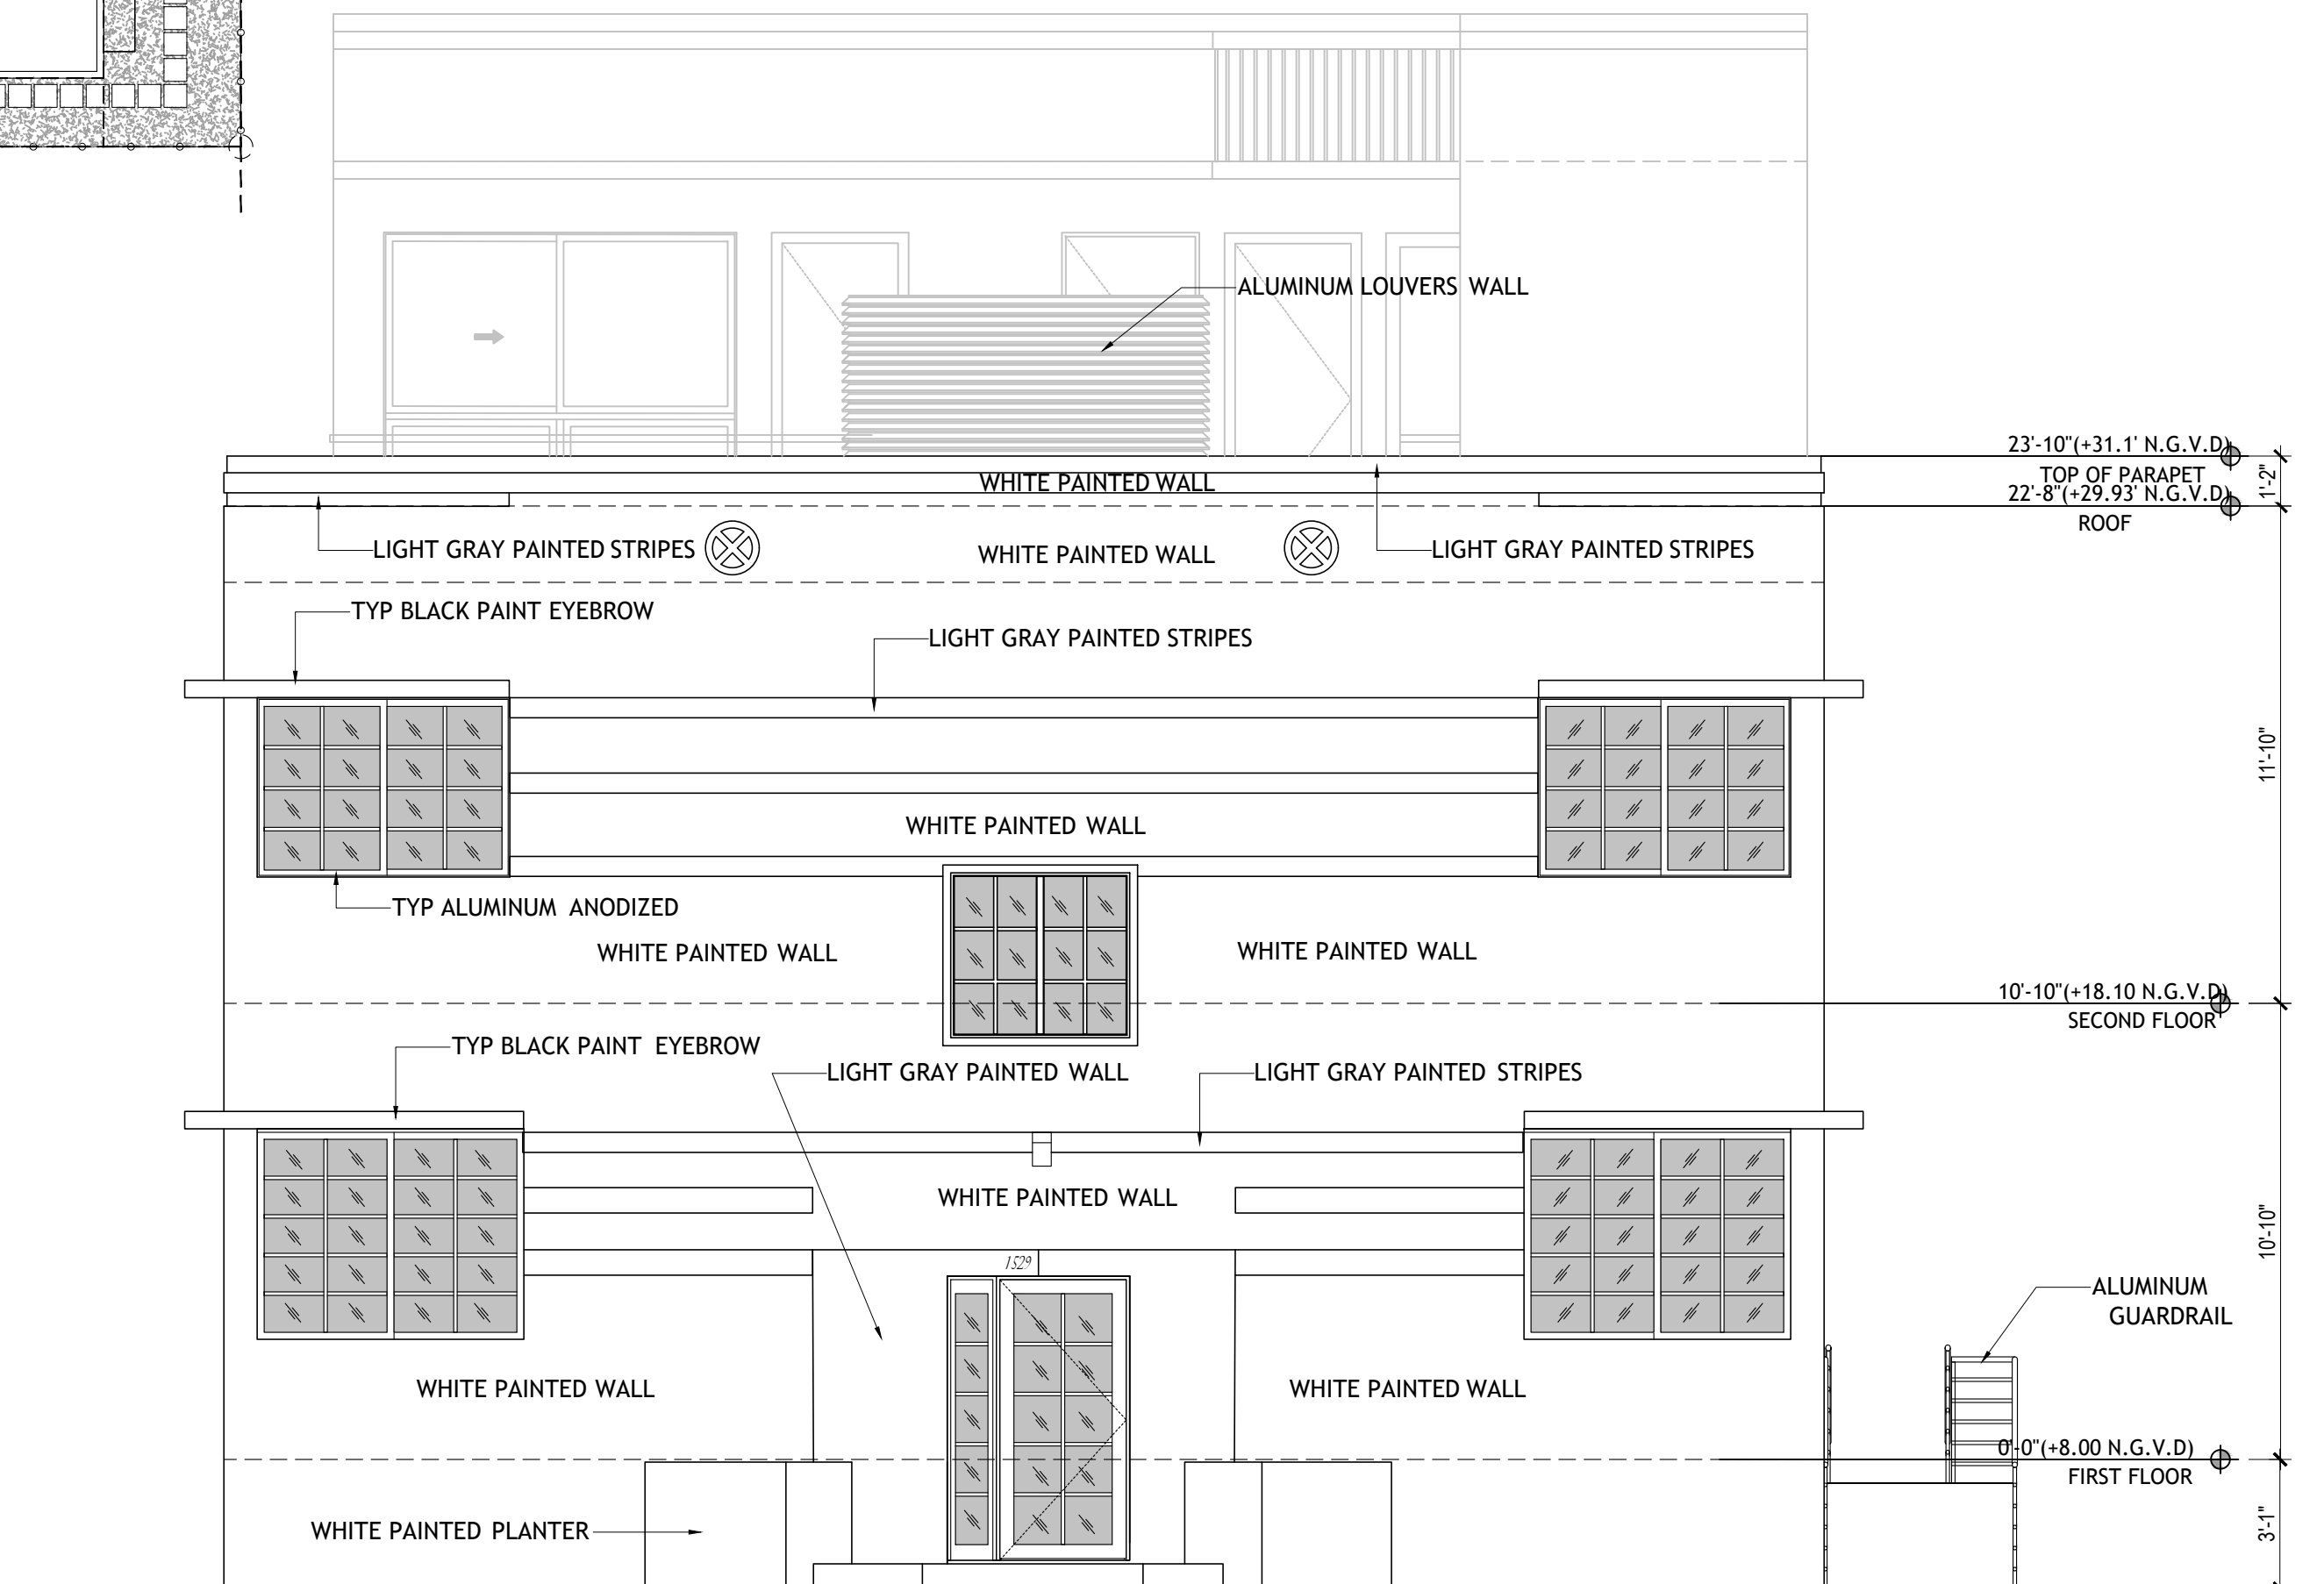 ALUMINUM LOUVERS WALL
23'-10"(+31.1' N.G.V.D)
TOP OF PARAPET
1'-2"
WHITE PAINTED WALL
22'-8"(+29.93' N.G.V.D)
ROOF
LIGHT GRAY PAINTED STRIPES
WHITE PAINTED WALL
LIGHT GRAY PAINTED STRIPES
TYP BLACK PAINT EYEBROW
LIGHT GRAY PAINTED STRIPES
11'-10"
WHITE PAINTED WALL
TYP ALUMINUM ANODIZED
WHITE PAINTED WALL
WHITE PAINTED WALL
10'-10"(+18.10 N.G.V.D)
SECOND FLOOR
TYP BLACK PAINT EYEBROW
LIGHT GRAY PAINTED WALL
LIGHT GRAY PAINTED STRIPES
WHITE PAINTED WALL
10'-10"
1529
ALUMINUM
GUARDRAIL
WHITE PAINTED WALL
WHITE PAINTED WALL
0'-0"(+8.00 N.G.V.D)
FIRST FLOOR
WHITE PAINTED PLANTER
3'-1"